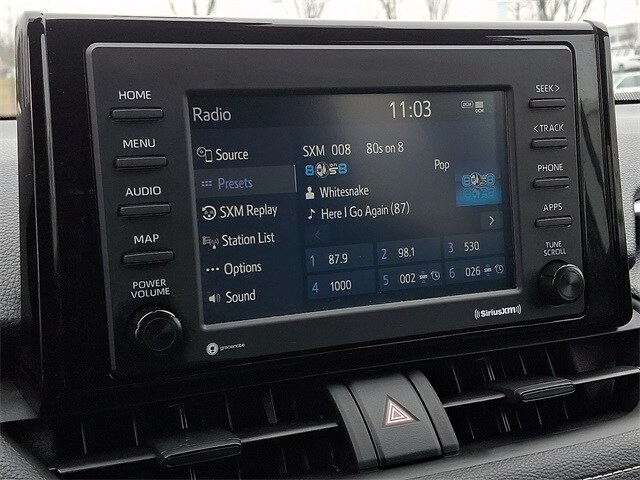 HOME
MENU
AUDIO
MAP
POWER
VOLUME
gracenote
Radio
11:03
DCM
Source
Presets
SXM Replay
Station List
Options
Sound
SXM 008 80s on 8
Pop
Whitesnake
Here I Go Again (87)
1 87.9
2 98.1
3 530
4 1000
5 002
6 026
SEEK >
< TRACK
PHONE
APPS
TUNE
SCROLL
SiriusXM